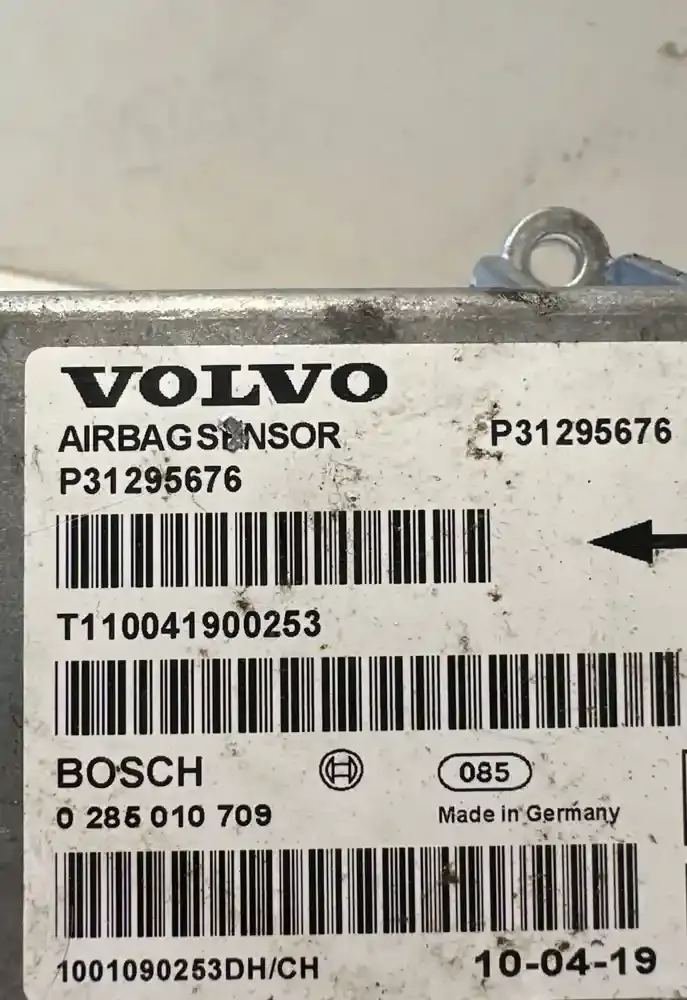 VOLVO
AIRBAG SENSOR P31295676
P31295676
T110041900253
BOSCH 085
0 285 010 709 Made in Germany
1001090253DH/CH 10-04-19